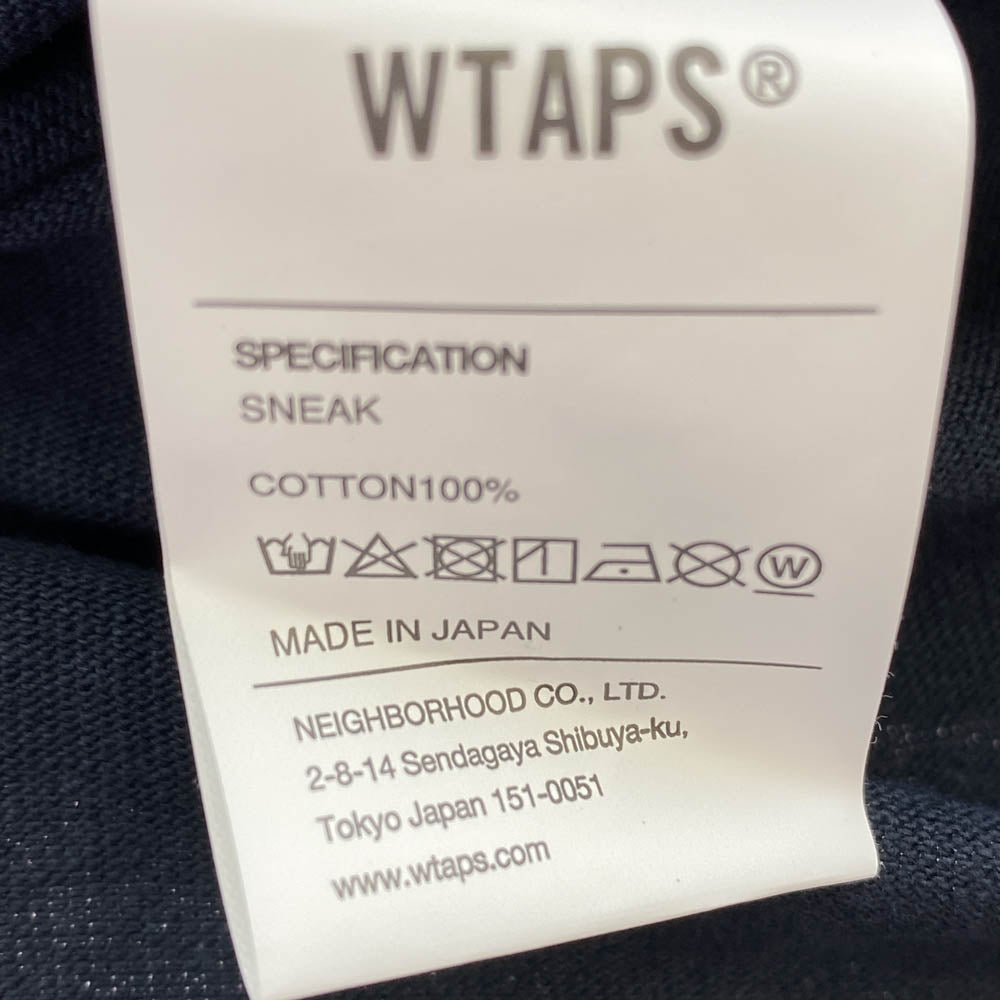 WTAPS®
SPECIFICATION
SNEAK
COTTON100%
W
MADE IN JAPAN
NEIGHBORHOOD CO., LTD.
2-8-14 Sendagaya Shibuya-ku,
Tokyo Japan 151-0051
www.wtaps.com